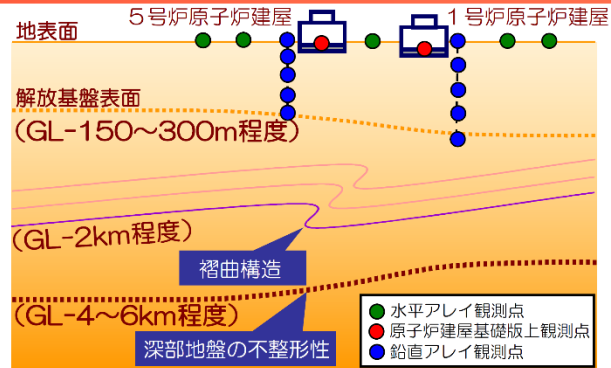 5号炉原子炉建屋
1号炉原子炉建屋
地表面
解放基盤表面
(GL-150～300m程度)
(GL-2km程度)
褶曲構造
(GL-4～6km程度)
深部地盤の不整形性
水平アレイ観測点
原子炉建屋基礎版上観測点
鉛直アレイ観測点